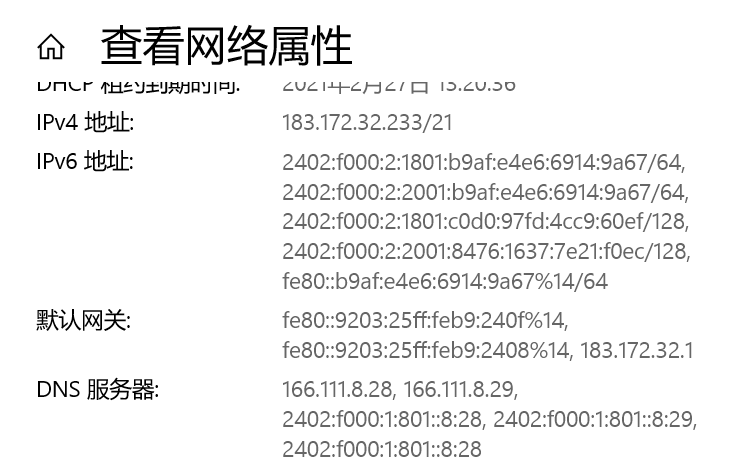 查看网络属性
DHCP 租约到期时间: 2021年2月27日 13:20:36
IPv4 地址: 183.172.32.233/21
IPv6 地址: 2402:f000:2:1801:b9af:e4e6:6914:9a67/64,
2402:f000:2:2001:b9af:e4e6:6914:9a67/64,
2402:f000:2:1801:c0d0:97fd:4cc9:60ef/128,
2402:f000:2:2001:8476:1637:7e21:f0ec/128,
fe80::b9af:e4e6:6914:9a67%14/64
默认网关: fe80::9203:25ff:feb9:240f%14,
fe80::9203:25ff:feb9:2408%14, 183.172.32.1
DNS 服务器: 166.111.8.28, 166.111.8.29,
2402:f000:1:801::8:28, 2402:f000:1:801::8:29,
2402:f000:1:801::8:28